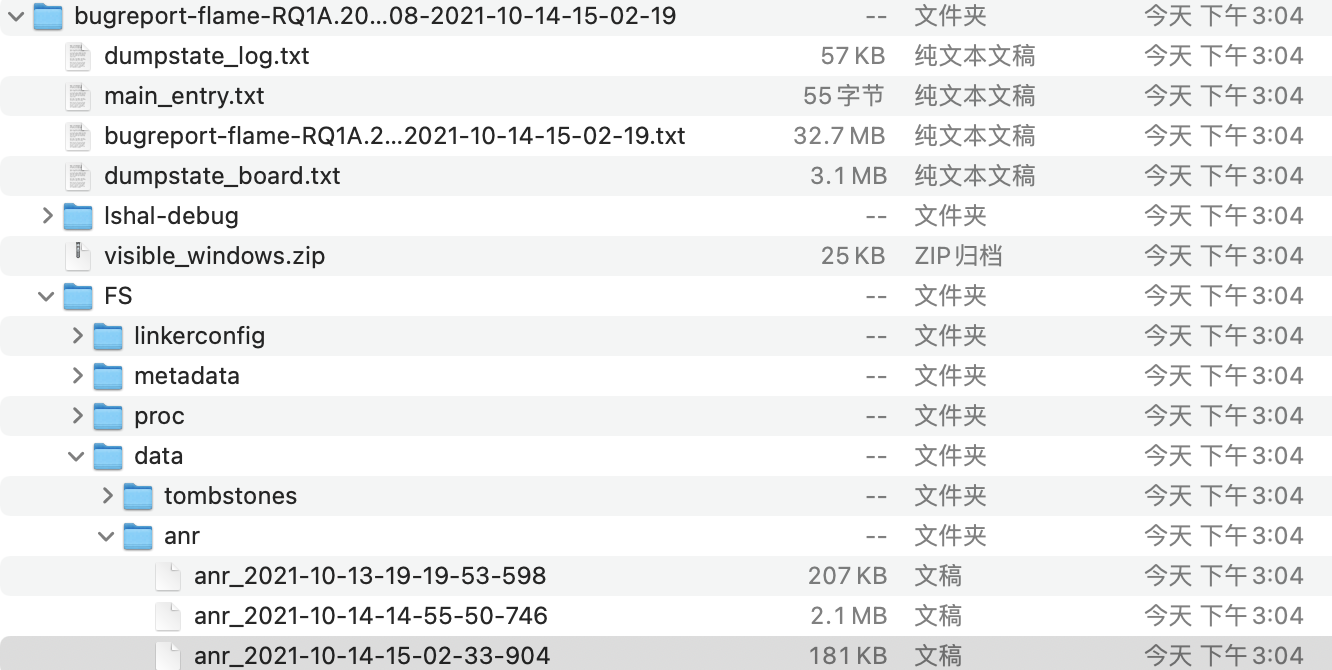 bugreport-flame-RQ1A.20...08-2021-10-14-15-02-19 -- 文件夹 今天 下午3:04
dumpstate_log.txt 57 KB 纯文本文稿 今天 下午3:04
main_entry.txt 55 字节 纯文本文稿 今天 下午3:04
bugreport-flame-RQ1A.2...2021-10-14-15-02-19.txt 32.7 MB 纯文本文稿 今天 下午3:04
dumpstate_board.txt 3.1 MB 纯文本文稿 今天 下午3:04
lshal-debug -- 文件夹 今天 下午3:04
visible_windows.zip 25 KB ZIP归档 今天 下午3:04
FS -- 文件夹 今天 下午3:04
linkerconfig -- 文件夹 今天 下午3:04
metadata -- 文件夹 今天 下午3:04
proc -- 文件夹 今天 下午3:04
data -- 文件夹 今天 下午3:04
tombstones -- 文件夹 今天 下午3:04
anr -- 文件夹 今天 下午3:04
anr_2021-10-13-19-19-53-598 207 KB 文稿 今天 下午3:04
anr_2021-10-14-14-55-50-746 2.1 MB 文稿 今天 下午3:04
anr_2021-10-14-15-02-33-904 181 KB 文稿 今天 下午3:04